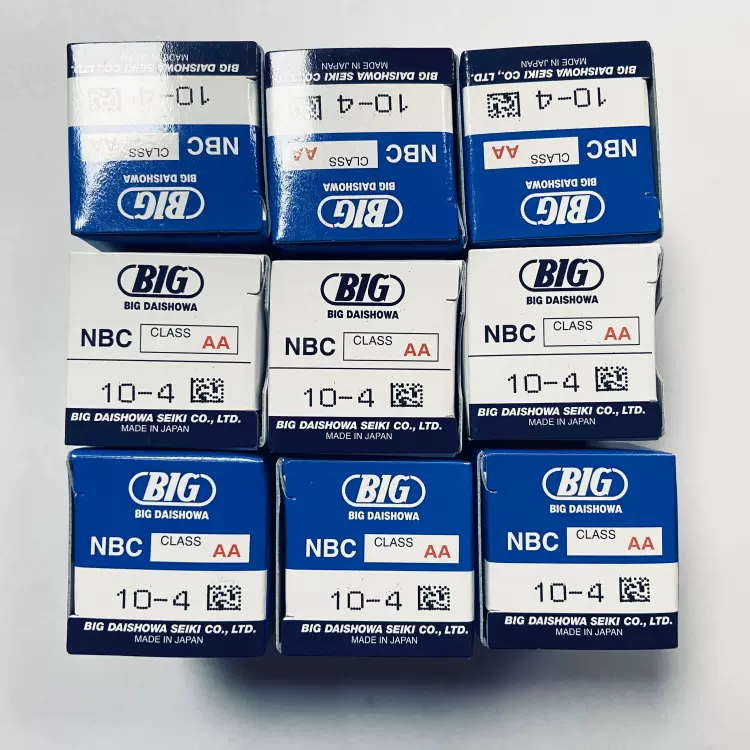 BIG
BIG DAISHOWA
NBC CLASS
10-4
BIG DAISHOWA SEIKI CO., LTD.
MADE IN JAPAN
BIG
BIG DAISHOWA
NBC CLASS AA
10-4
BIG DAISHOWA SEIKI CO., LTD.
MADE IN JAPAN
BIG
BIG DAISHOWA
NBC CLASS AA
10-4
BIG DAISHOWA SEIKI CO., LTD.
MADE IN JAPAN
BIG
BIG DAISHOWA
NBC CLASS AA
10-4
BIG DAISHOWA SEIKI CO., LTD.
MADE IN JAPAN
BIG
BIG DAISHOWA
NBC CLASS AA
10-4
BIG DAISHOWA SEIKI CO., LTD.
MADE IN JAPAN
BIG
BIG DAISHOWA
NBC CLASS AA
10-4
BIG DAISHOWA SEIKI CO., LTD.
MADE IN JAPAN
BIG
BIG DAISHOWA
NBC CLASS AA
10-4
BIG DAISHOWA SEIKI CO., LTD.
MADE IN JAPAN
BIG
BIG DAISHOWA
NBC CLASS AA
10-4
BIG DAISHOWA SEIKI CO., LTD.
MADE IN JAPAN
BIG
BIG DAISHOWA
NBC CLASS AA
10-4
BIG DAISHOWA SEIKI CO., LTD.
MADE IN JAPAN